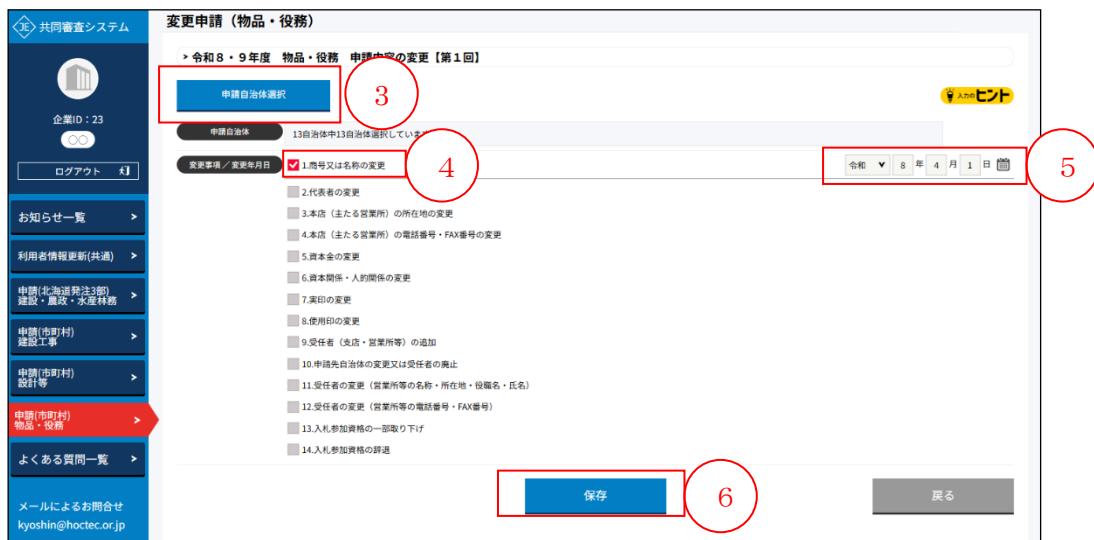 JE 共同審査システム
企業ID：23
○○
ログアウト
お知らせ一覧
利用者情報更新(共通)
申請(北海道発注3部)
建設・農政・水産林務
申請(市町村)
建設工事
申請(市町村)
設計等
申請(市町村)
物品・役務
よくある質問一覧
メールによるお問合せ
kyoshin@hoctec.or.jp
変更申請（物品・役務）
> 令和８・９年度　物品・役務　申請内容の変更【第１回】
申請自治体選択
3
入力のヒント
申請自治体
13自治体中13自治体選択しています
変更事項／変更年月日
1.商号又は名称の変更
4
令和 8 年 4 月 1 日
5
2.代表者の変更
3.本店（主たる営業所）の所在地の変更
4.本店（主たる営業所）の電話番号・FAX番号の変更
5.資本金の変更
6.資本関係・人的関係の変更
7.実印の変更
8.使用印の変更
9.受任者（支店・営業所等）の追加
10.申請先自治体の変更又は受任者の廃止
11.受任者の変更（営業所等の名称・所在地・役職名・氏名）
12.受任者の変更（営業所等の電話番号・FAX番号）
13.入札参加資格の一部取り下げ
14.入札参加資格の辞退
保存
6
戻る